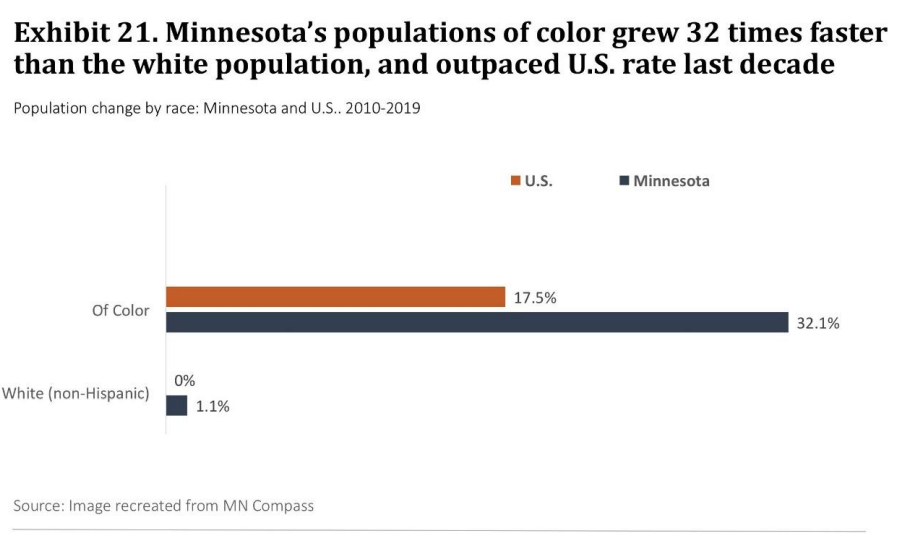 Exhibit 21. Minnesota’s populations of color grew 32 times faster
than the white population, and outpaced U.S. rate last decade
Population change by race: Minnesota and U.S.. 2010-2019
U.S. Minnesota
Of Color
17.5%
32.1%
White (non-Hispanic)
0%
1.1%
Source: Image recreated from MN Compass